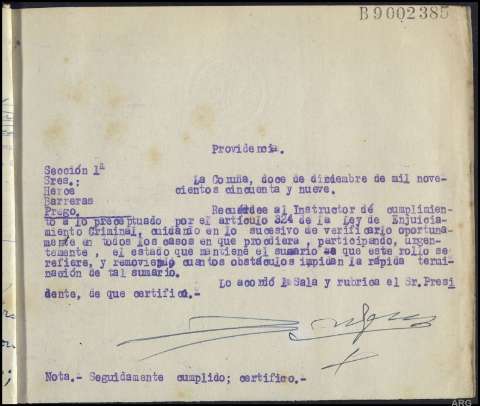 B9002385
Providencia.
Sección 1ª
Sres.:
Herce
Barreras
Prego.
La Coruña, doce de diciembre de mil nove-
cientos cincuenta y nueve.
Recuérdese al Instructor dé cumplimien-
to a lo preceptuado por el artículo 324 de la Ley de Enjuicia-
miento Criminal, cuidando en lo sucesivo de verificarlo oportuna-
mente en todos los casos en que procediera, participando, urgen-
temente, el estado que mantiene el sumario a que este rollo se
refiere, y removiendo cuantos obstáculos impidan la rápida termi-
nación de tal sumario.
Lo acordó la Sala y rubrica el Sr. Presi
dente, de que certifico.-
Nota.- Seguidamente cumplido; certifico.-
ARG